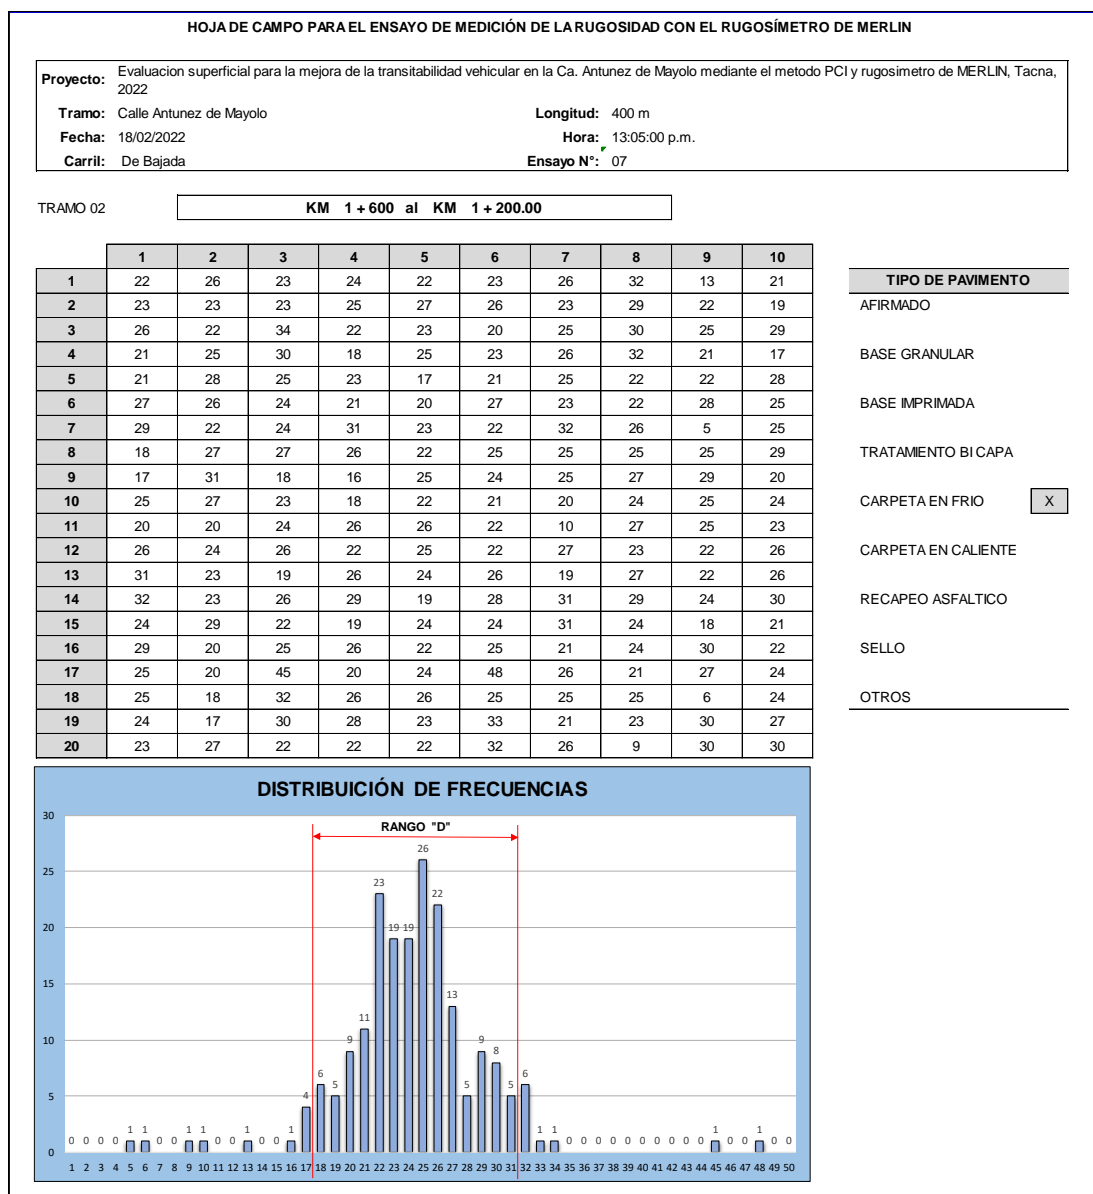 HOJA DE CAMPO PARA EL ENSAYO DE MEDICIÓN DE LA RUGOSIDAD CON EL RUGOSÍMETRO DE MERLIN
Proyecto: Evaluacion superficial para la mejora de la transitabilidad vehicular en la Ca. Antunez de Mayolo mediante el metodo PCI y rugosimetro de MERLIN, Tacna,
2022
Tramo: Calle Antunez de Mayolo Longitud: 400 m
Fecha: 18/02/2022 Hora: 13:05:00 p.m.
Carril: De Bajada Ensayo N°: 07
TRAMO 02 KM 1 + 600 al KM 1 + 200.00
1 2 3 4 5 6 7 8 9 10
1 22 26 23 24 22 23 26 32 13 21
2 23 23 23 25 27 26 23 29 22 19
3 26 22 34 22 23 20 25 30 25 29
4 21 25 30 18 25 23 26 32 21 17
5 21 28 25 23 17 21 25 22 22 28
6 27 26 24 21 20 27 23 22 28 25
7 29 22 24 31 23 22 32 26 5 25
8 18 27 27 26 22 25 25 25 25 29
9 17 31 18 16 25 24 25 27 29 20
10 25 27 23 18 22 21 20 24 25 24
11 20 20 24 26 26 22 10 27 25 23
12 26 24 26 22 25 22 27 23 22 26
13 31 23 19 26 24 26 19 27 22 26
14 32 23 26 29 19 28 31 29 24 30
15 24 29 22 19 24 24 31 24 18 21
16 29 20 25 26 22 25 21 24 30 22
17 25 20 45 20 24 48 26 21 27 24
18 25 18 32 26 26 25 25 25 6 24
19 24 17 30 28 23 33 21 23 30 27
20 23 27 22 22 22 32 26 9 30 30
TIPO DE PAVIMENTO
AFIRMADO
BASE GRANULAR
BASE IMPRIMADA
TRATAMIENTO BICAPA
CARPETA EN FRIO X
CARPETA EN CALIENTE
RECAPEO ASFALTICO
SELLO
OTROS
DISTRIBUICIÓN DE FRECUENCIAS
RANGO "D"
30
25
20
15
10
5
0
0 0 0 0 1 1 0 0 1 1 0 0 1 0 0 1 4 6 5 9 11 23 19 19 26 22 13 5 9 8 5 6 1 1 0 0 0 0 0 0 0 0 0 0 1 0 0 1 0 0
1 2 3 4 5 6 7 8 9 10 11 12 13 14 15 16 17 18 19 20 21 22 23 24 25 26 27 28 29 30 31 32 33 34 35 36 37 38 39 40 41 42 43 44 45 46 47 48 49 50